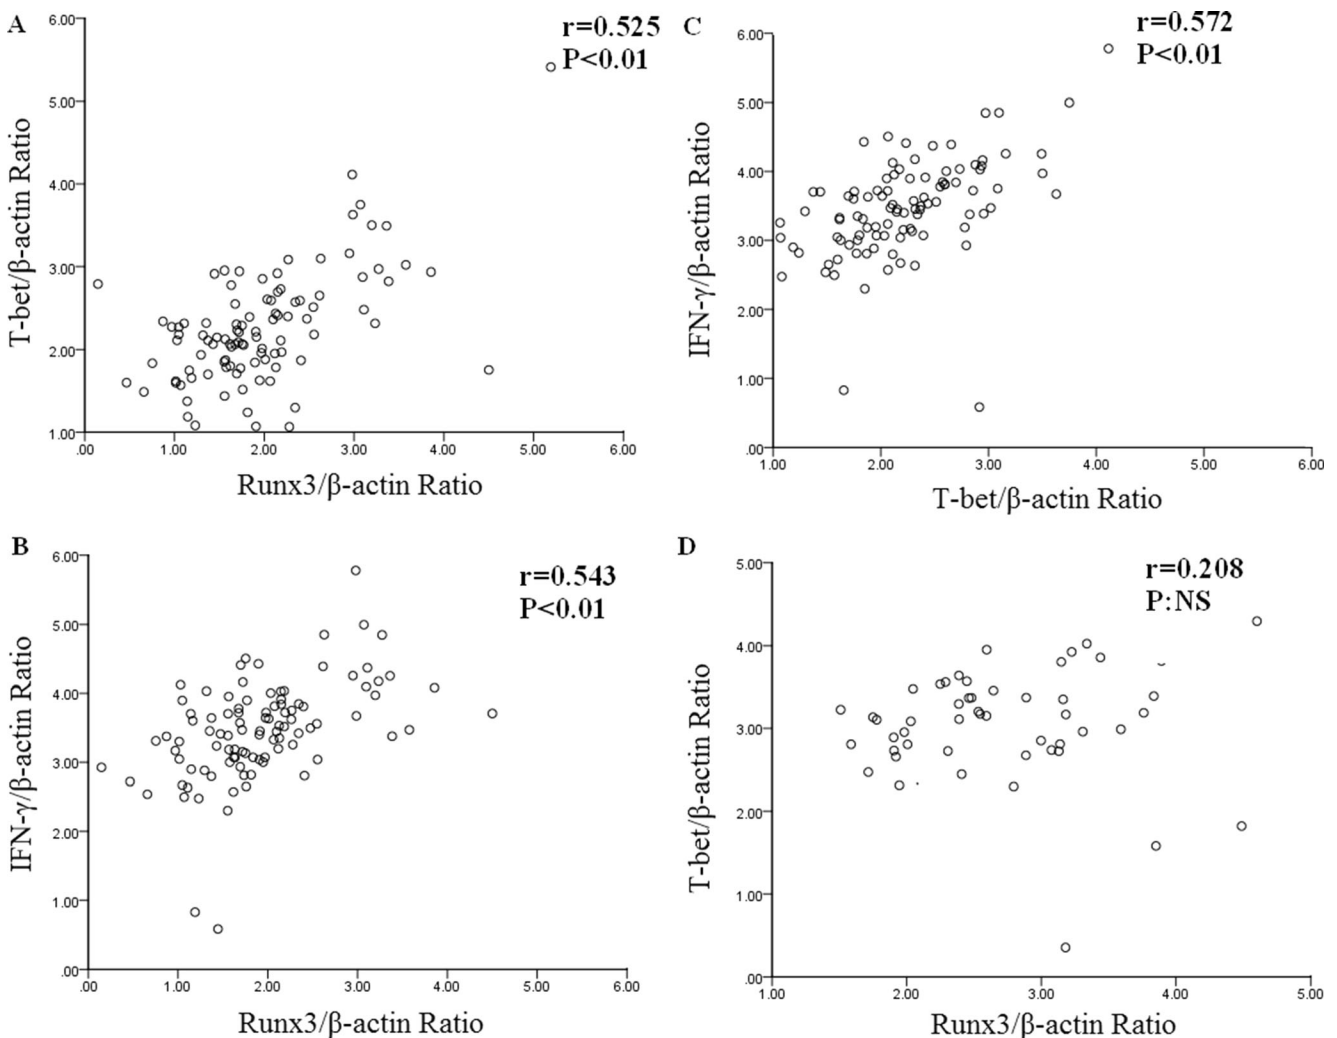 A
r=0.525
P<0.01
6.00
5.00
4.00
3.00
2.00
1.00
T-bet/β-actin Ratio
.00 1.00 2.00 3.00 4.00 5.00 6.00
Runx3/β-actin Ratio
C
r=0.572
P<0.01
6.00
5.00
4.00
3.00
2.00
1.00
.00
IFN-γ/β-actin Ratio
1.00 2.00 3.00 4.00 5.00 6.00
T-bet/β-actin Ratio
B
r=0.543
P<0.01
6.00
5.00
4.00
3.00
2.00
1.00
.00
IFN-γ/β-actin Ratio
.00 1.00 2.00 3.00 4.00 5.00 6.00
Runx3/β-actin Ratio
D
r=0.208
P:NS
5.00
4.00
3.00
2.00
1.00
.00
T-bet/β-actin Ratio
1.00 2.00 3.00 4.00 5.00
Runx3/β-actin Ratio